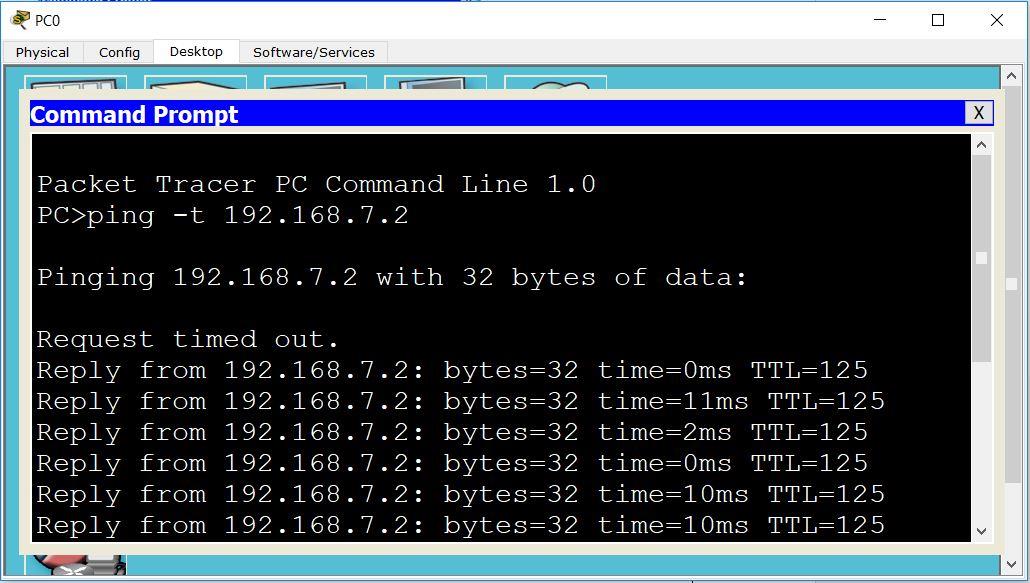 PC0
Physical Config Desktop Software/Services
Command Prompt X
Packet Tracer PC Command Line 1.0
PC>ping -t 192.168.7.2
Pinging 192.168.7.2 with 32 bytes of data:
Request timed out.
Reply from 192.168.7.2: bytes=32 time=0ms TTL=125
Reply from 192.168.7.2: bytes=32 time=11ms TTL=125
Reply from 192.168.7.2: bytes=32 time=2ms TTL=125
Reply from 192.168.7.2: bytes=32 time=0ms TTL=125
Reply from 192.168.7.2: bytes=32 time=10ms TTL=125
Reply from 192.168.7.2: bytes=32 time=10ms TTL=125